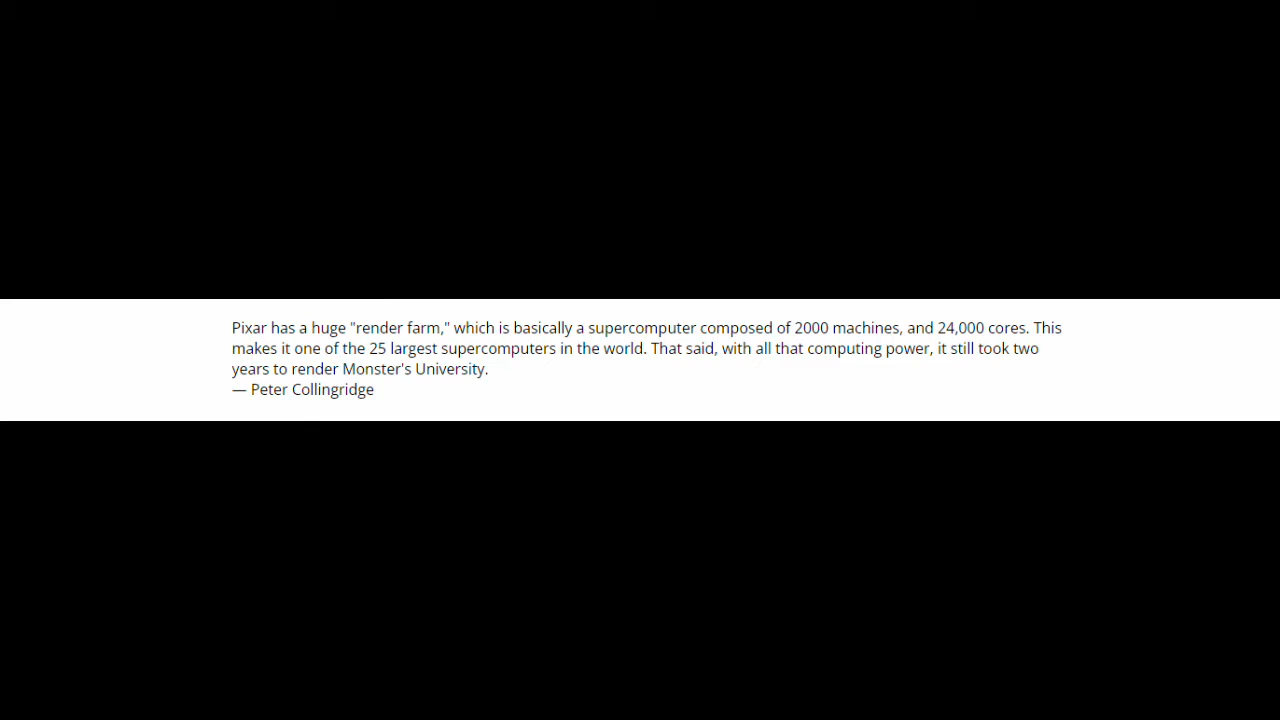 Pixar has a huge "render farm," which is basically a supercomputer composed of 2000 machines, and 24,000 cores. This
makes it one of the 25 largest supercomputers in the world. That said, with all that computing power, it still took two
years to render Monster's University.
— Peter Collingridge